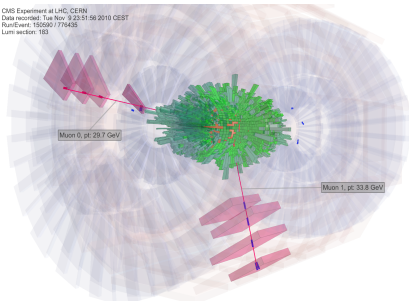 CMS Experiment at LHC, CERN
Data recorded: Tue Nov 9 23:51:56 2010 CEST
Run/Event: 150590 / 776435
Lumi section: 183
Muon 0, pt: 29.7 GeV
Muon 1, pt: 33.8 GeV